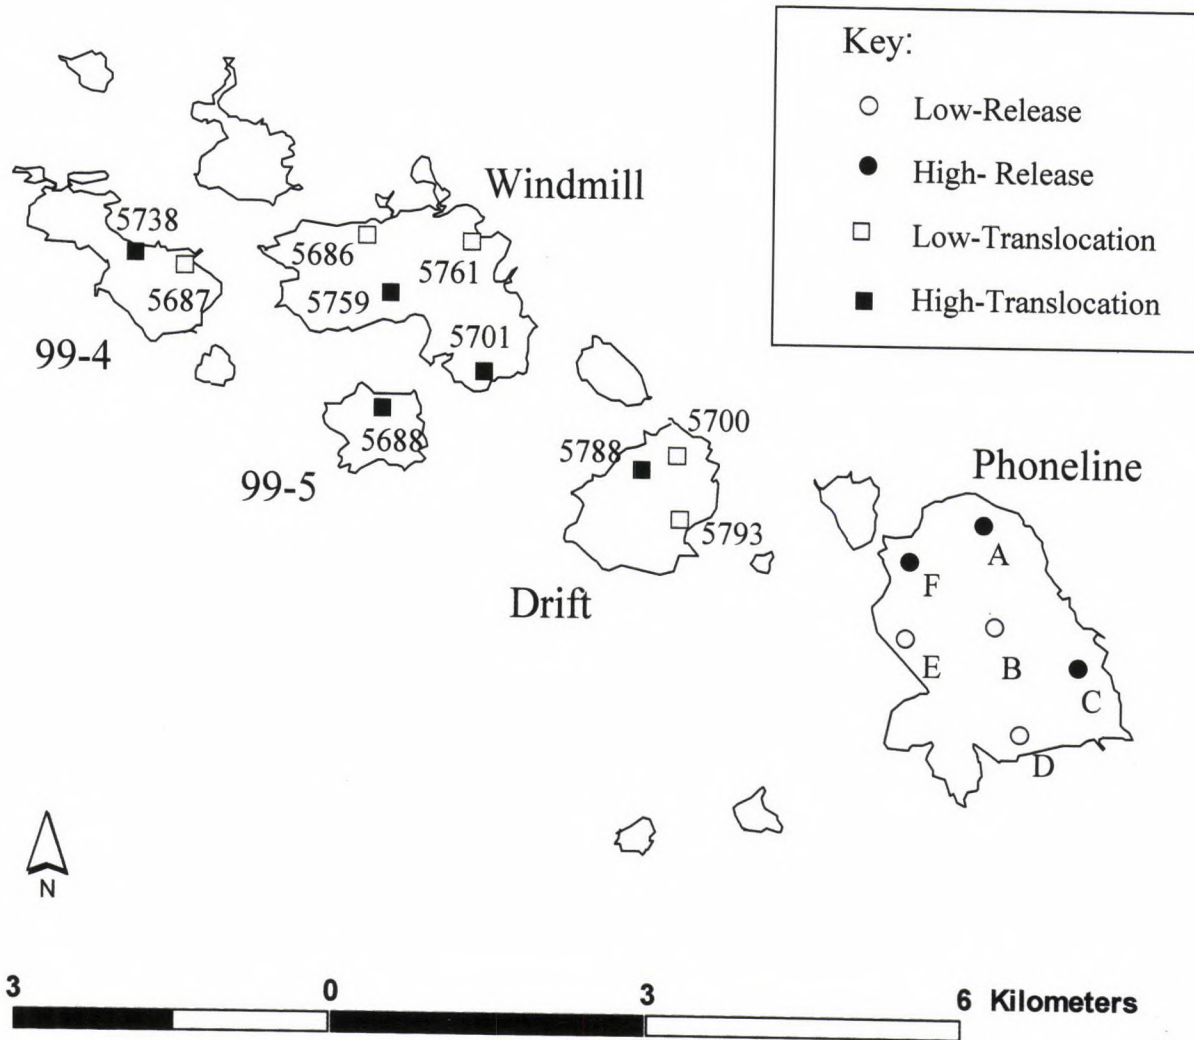 Key:
Low-Release
High- Release
Low-Translocation
High-Translocation
Windmill
5738
5686
5761
5687
5759
5701
99-4
5688
99-5
5700
5788
5793
Drift
Phoneline
A
F
B
E
C
D
N
3 0 3 6 Kilometers